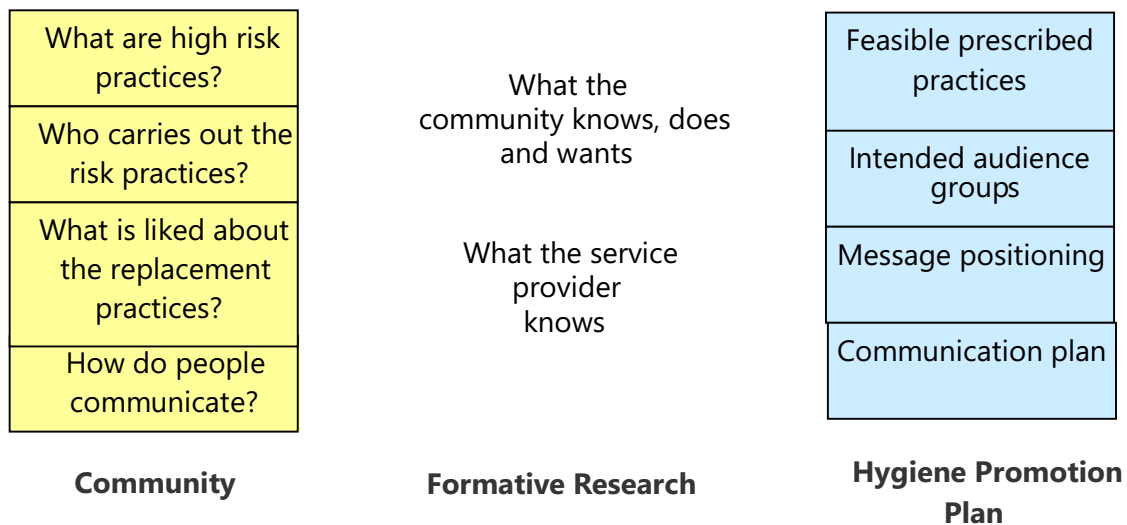 What are high risk
practices?
Who carries out the
risk practices?
What is liked about
the replacement
practices?
How do people
communicate?
Community
What the
community knows, does
and wants
What the service
provider
knows
Formative Research
Feasible prescribed
practices
Intended audience
groups
Message positioning
Communication plan
Hygiene Promotion
Plan